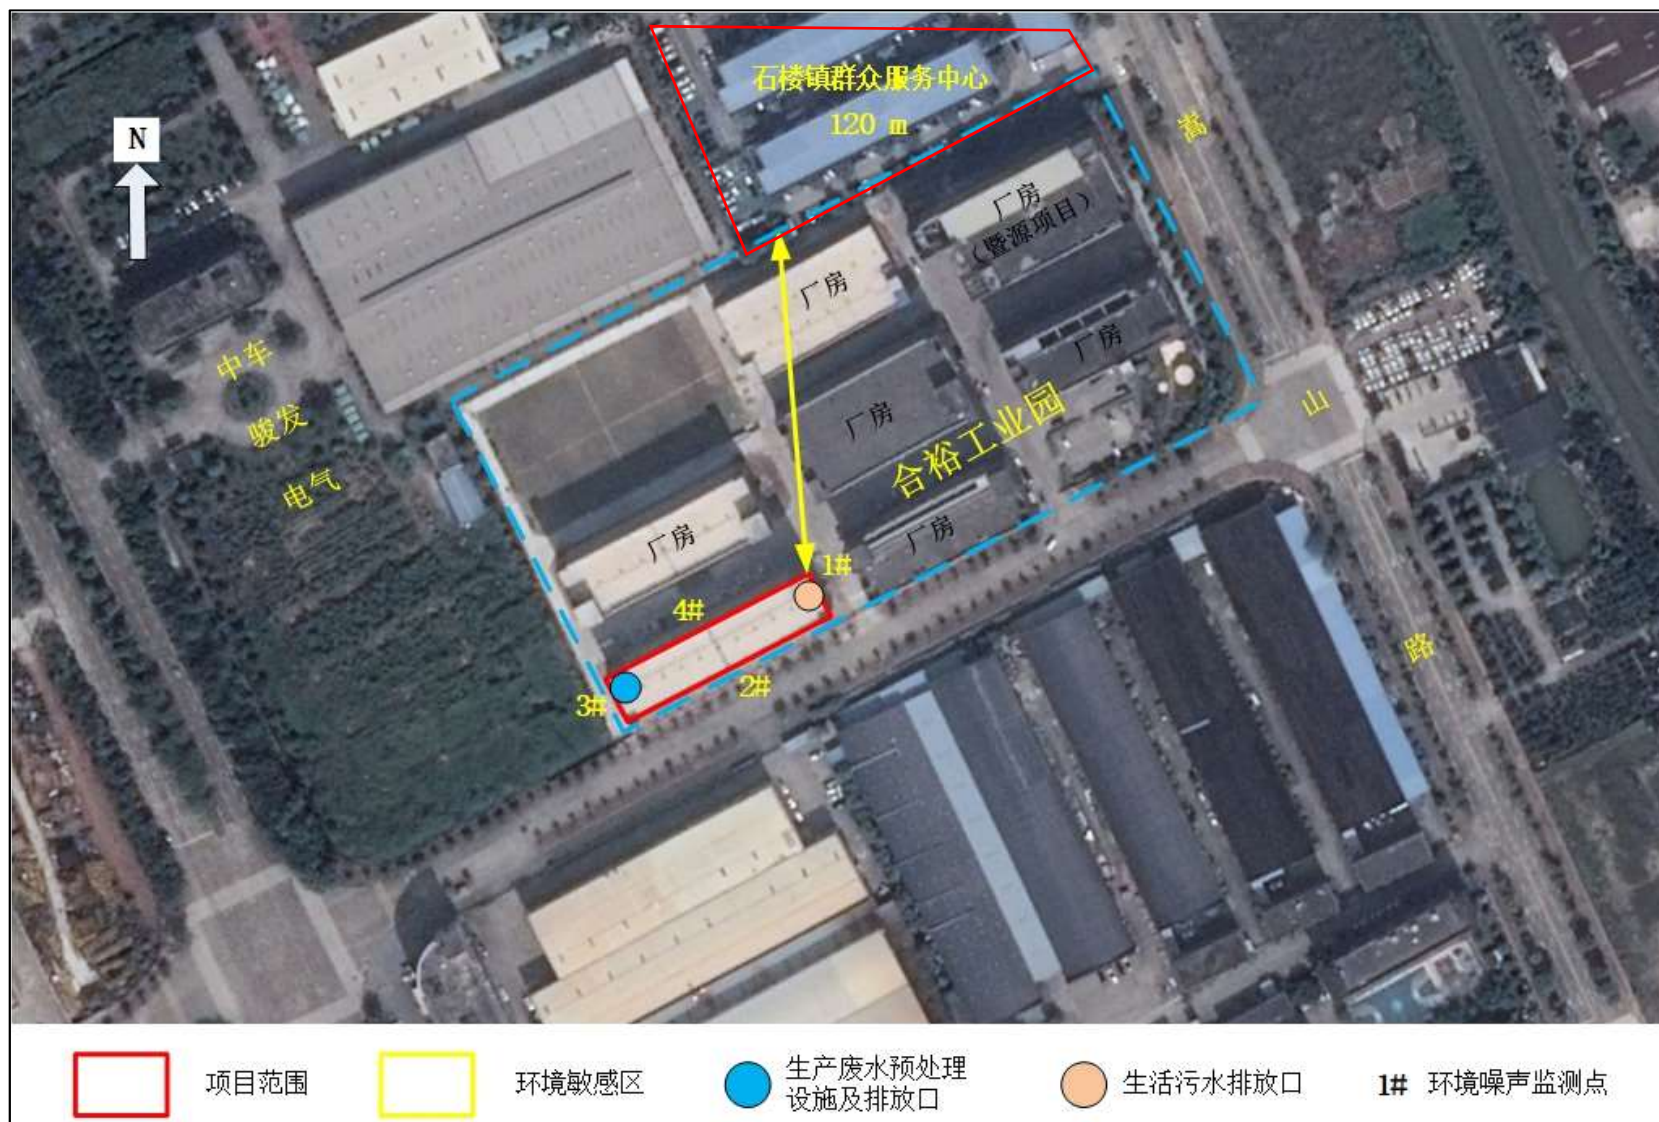 石楼镇群众服务中心
120 m
N
嵩
厂房
(暨源项目)
厂房
厂房
中车
厂房
山
骏发
合裕工业园
电气
厂房
厂房
1#
4#
路
2#
3#
项目范围
环境敏感区
生产废水预处理
设施及排放口
生活污水排放口
1# 环境噪声监测点